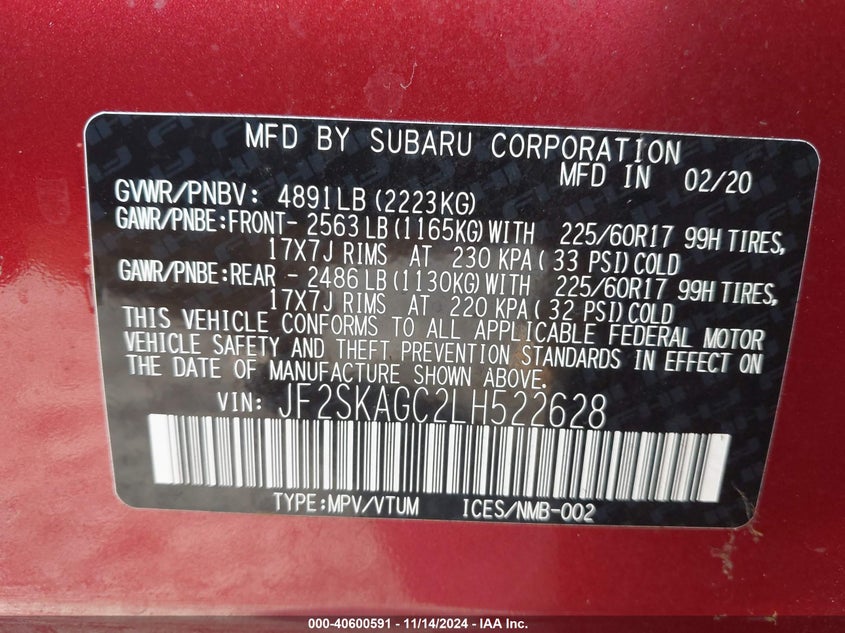 MFD BY SUBARU CORPORATION
MFD IN 02/20
GVWR/PNBV: 4891LB(2223KG)
GAWR/PNBE:FRONT- 2563LB(1165KG)WITH 225/60R17 99H TIRES,
17X7J RIMS AT 230 KPA( 33 PSI)COLD
GAWR/PNBE:REAR - 2486LB(1130KG)WITH 225/60R17 99H TIRES,
17X7J RIMS AT 220 KPA( 32 PSI)COLD
THIS VEHICLE CONFORMS TO ALL APPLICABLE FEDERAL MOTOR
VEHICLE SAFETY AND THEFT PREVENTION STANDARDS IN EFFECT ON
THE DATE OF MANUFACTURE SHOWN ABOVE.
VIN: JF2SKAGC2LH522628
TYPE:MPV/VTUM ICES/NMB-002
000-40600591 - 11/14/2024 - IAA Inc.